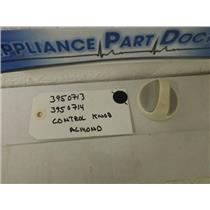 APPLIANCE PART DOC
3950713
3950714
CONTROL KNOB
ALMOND